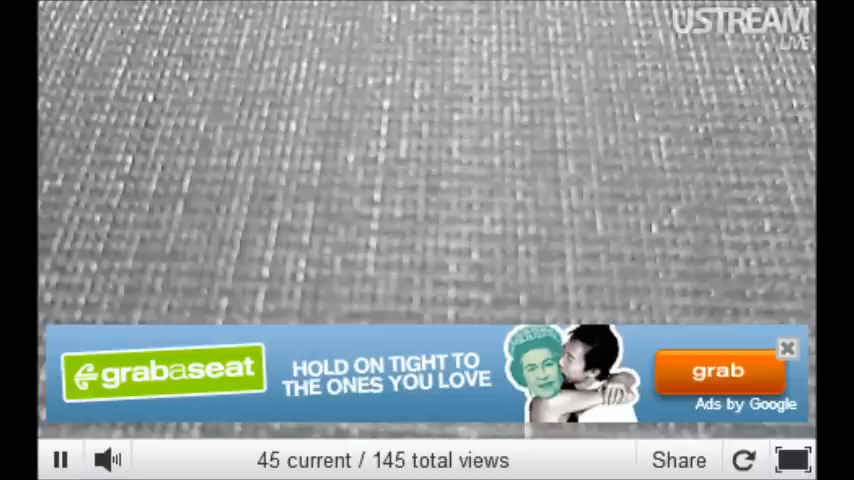 USTREAM
LIVE
grabaseat
HOLD ON TIGHT TO
THE ONES YOU LOVE
grab
Ads by Google
45 current / 145 total views
Share